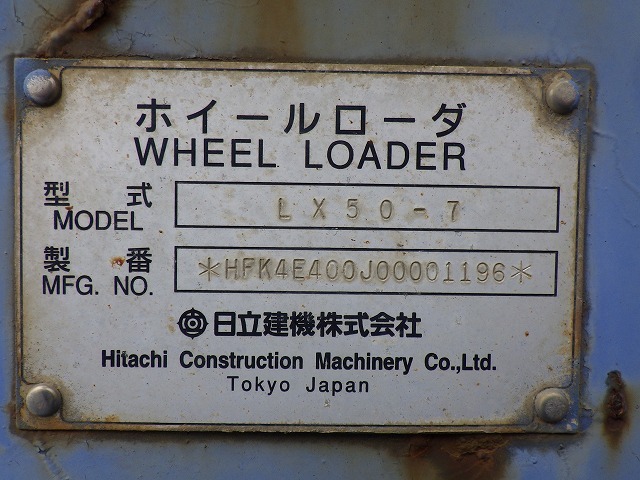 ホイールローダ
WHEEL LOADER
型 式
MODEL
LX50-7
製 番
MFG. NO.
*HFK4E400J00001196*
日立建機株式会社
Hitachi Construction Machinery Co.,Ltd.
Tokyo Japan